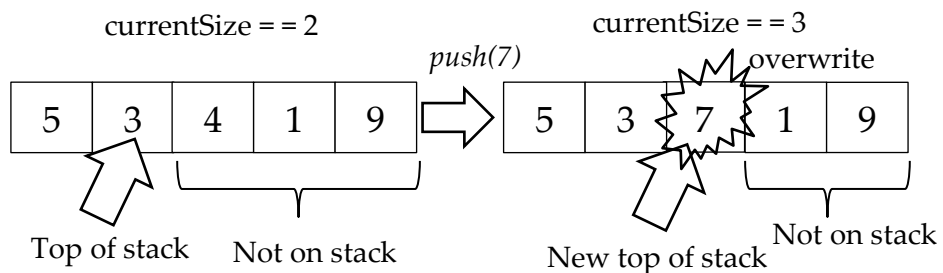 currentSize = = 2
5 3 4 1 9
Top of stack
Not on stack
push(7)
currentSize = = 3
overwrite
5 3 7 1 9
New top of stack
Not on stack